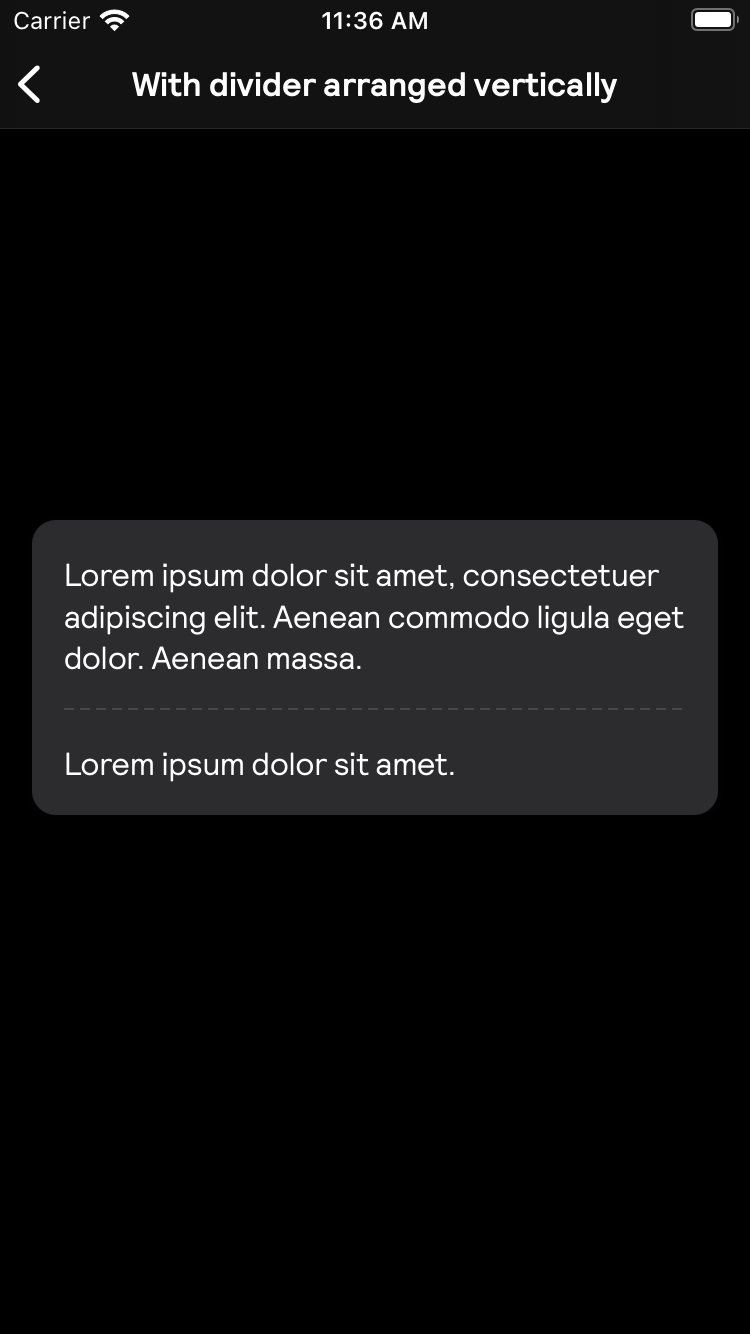 Carrier 11:36 AM
With divider arranged vertically
Lorem ipsum dolor sit amet, consectetuer
adipiscing elit. Aenean commodo ligula eget
dolor. Aenean massa.
Lorem ipsum dolor sit amet.